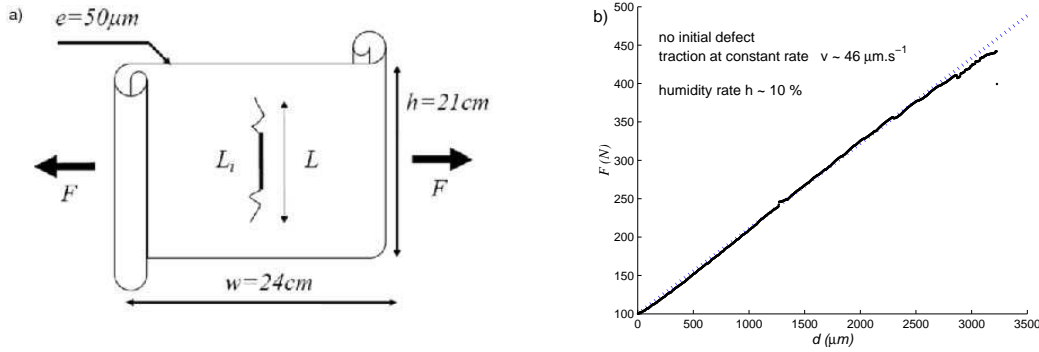 a)
e=50µm
h=21cm
L_i
L
F
F
w=24cm
b)
no initial defect
traction at constant rate v ~ 46 µm.s⁻¹
humidity rate h ~ 10 %
F (N)
500
450
400
350
300
250
200
150
100
0 500 1000 1500 2000 2500 3000 3500
d (µm)